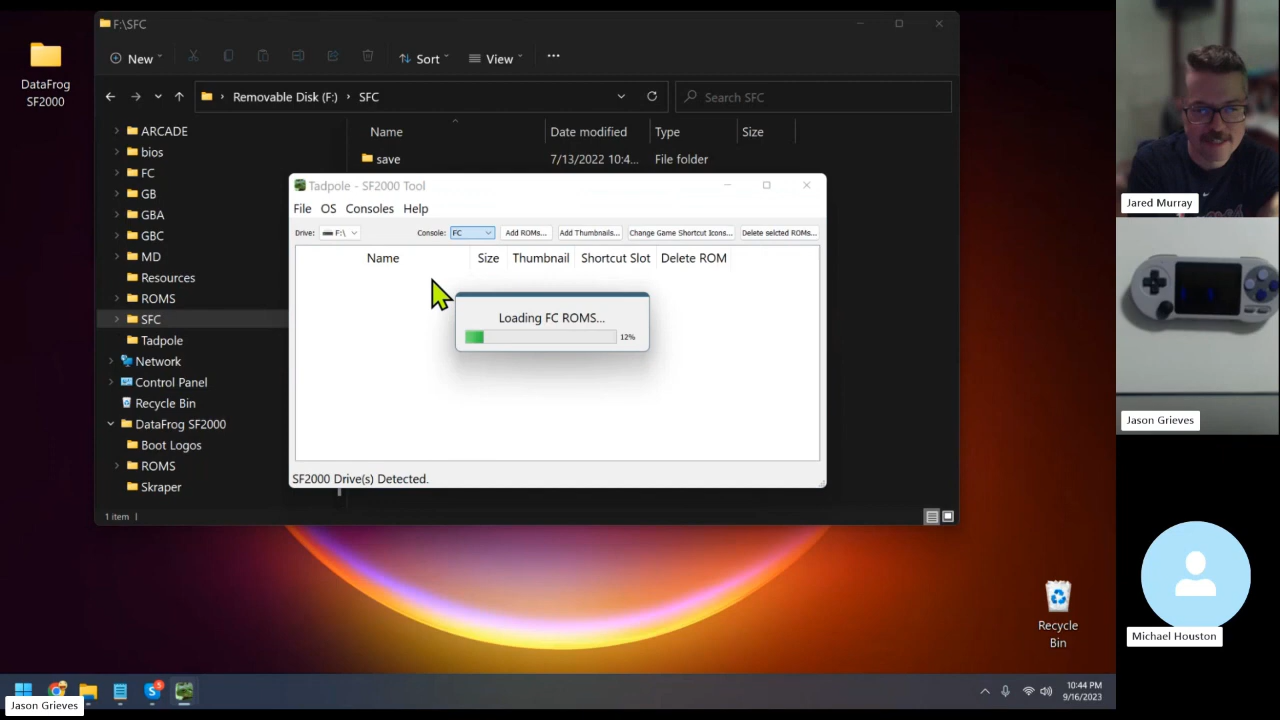 F:\SFC
DataFrog
SF2000
New
Sort
View
Removable Disk (F:)
SFC
Search SFC
ARCADE
bios
FC
GB
GBA
GBC
MD
Resources
ROMS
SFC
Tadpole
Network
Control Panel
Recycle Bin
DataFrog SF2000
Boot Logos
ROMS
Skraper
Name
Date modified
Type
Size
save
7/13/2022 10:4...
File folder
Tadpole - SF2000 Tool
File OS Consoles Help
Drive: F:\ Console: FC Add ROMs... Add Thumbnails... Change Game Shortcut Icons... Delete selcted ROMs...
Name Size Thumbnail Shortcut Slot Delete ROM
Loading FC ROMS...
12%
SF2000 Drive(s) Detected.
1 item
Recycle
Bin
Jared Murray
Jason Grieves
Michael Houston
Jason Grieves
S
5
10:44 PM
9/16/2023